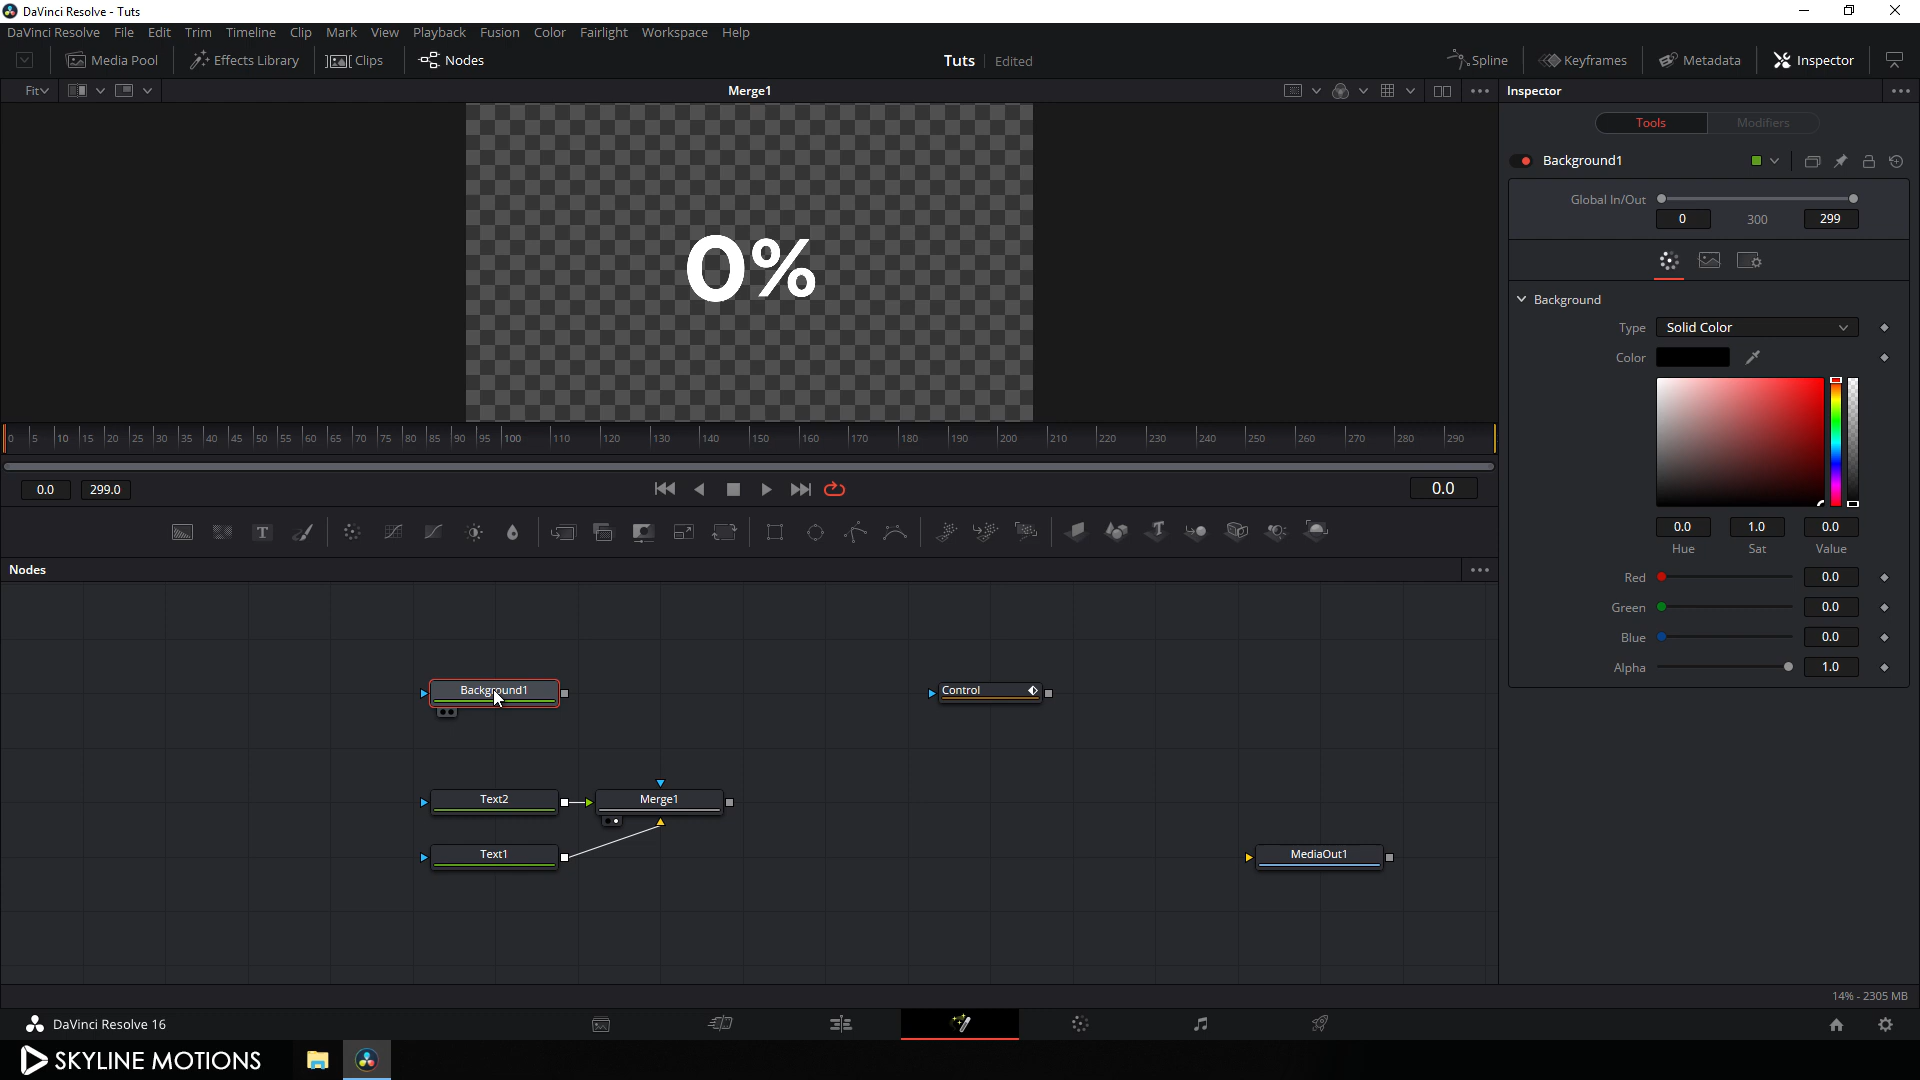 DaVinci Resolve - Tuts
DaVinci Resolve File Edit Trim Timeline Clip Mark View Playback Fusion Color Fairlight Workspace Help
Media Pool Effects Library Clips Nodes Tuts Edited Spline Keyframes Metadata Inspector
Fit Merge1 Inspector
Tools Modifiers
Background1
Global In/Out
0 300 299
0%
Background
Type Solid Color
Color
0 5 10 15 20 25 30 35 40 45 50 55 60 65 70 75 80 85 90 95 100 110 120 130 140 150 160 170 180 190 200 210 220 230 240 250 260 270 280 290
0.0 299.0 0.0
0.0 1.0 0.0
Hue Sat Value
Red 0.0
Green 0.0
Blue 0.0
Alpha 1.0
T
Nodes
Background1 Control
Text2 Merge1
Text1 MediaOut1
14% - 2305 MB
DaVinci Resolve 16
SKYLINE MOTIONS